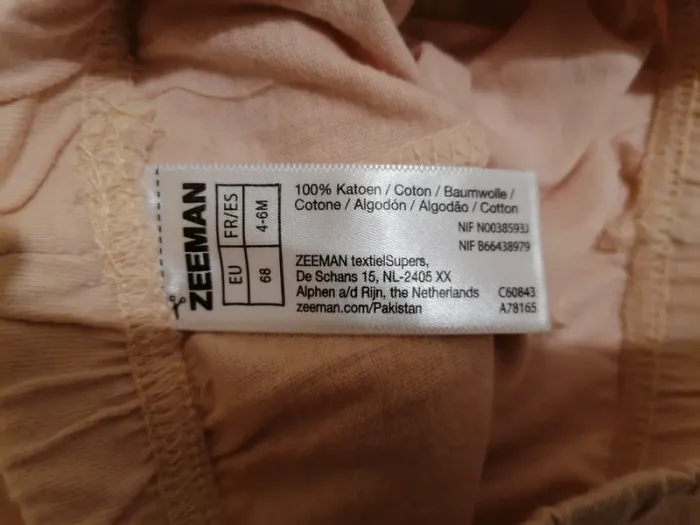 ZEEMAN
FR/ES 4-6M
EU 68
100% Katoen / Coton / Baumwolle /
Cotone / Algodón / Algodão / Cotton
NIF N0038593J
NIF B66438979
ZEEMAN textielSupers,
De Schans 15, NL-2405 XX
Alphen a/d Rijn, the Netherlands C60843
zeeman.com/Pakistan A78165